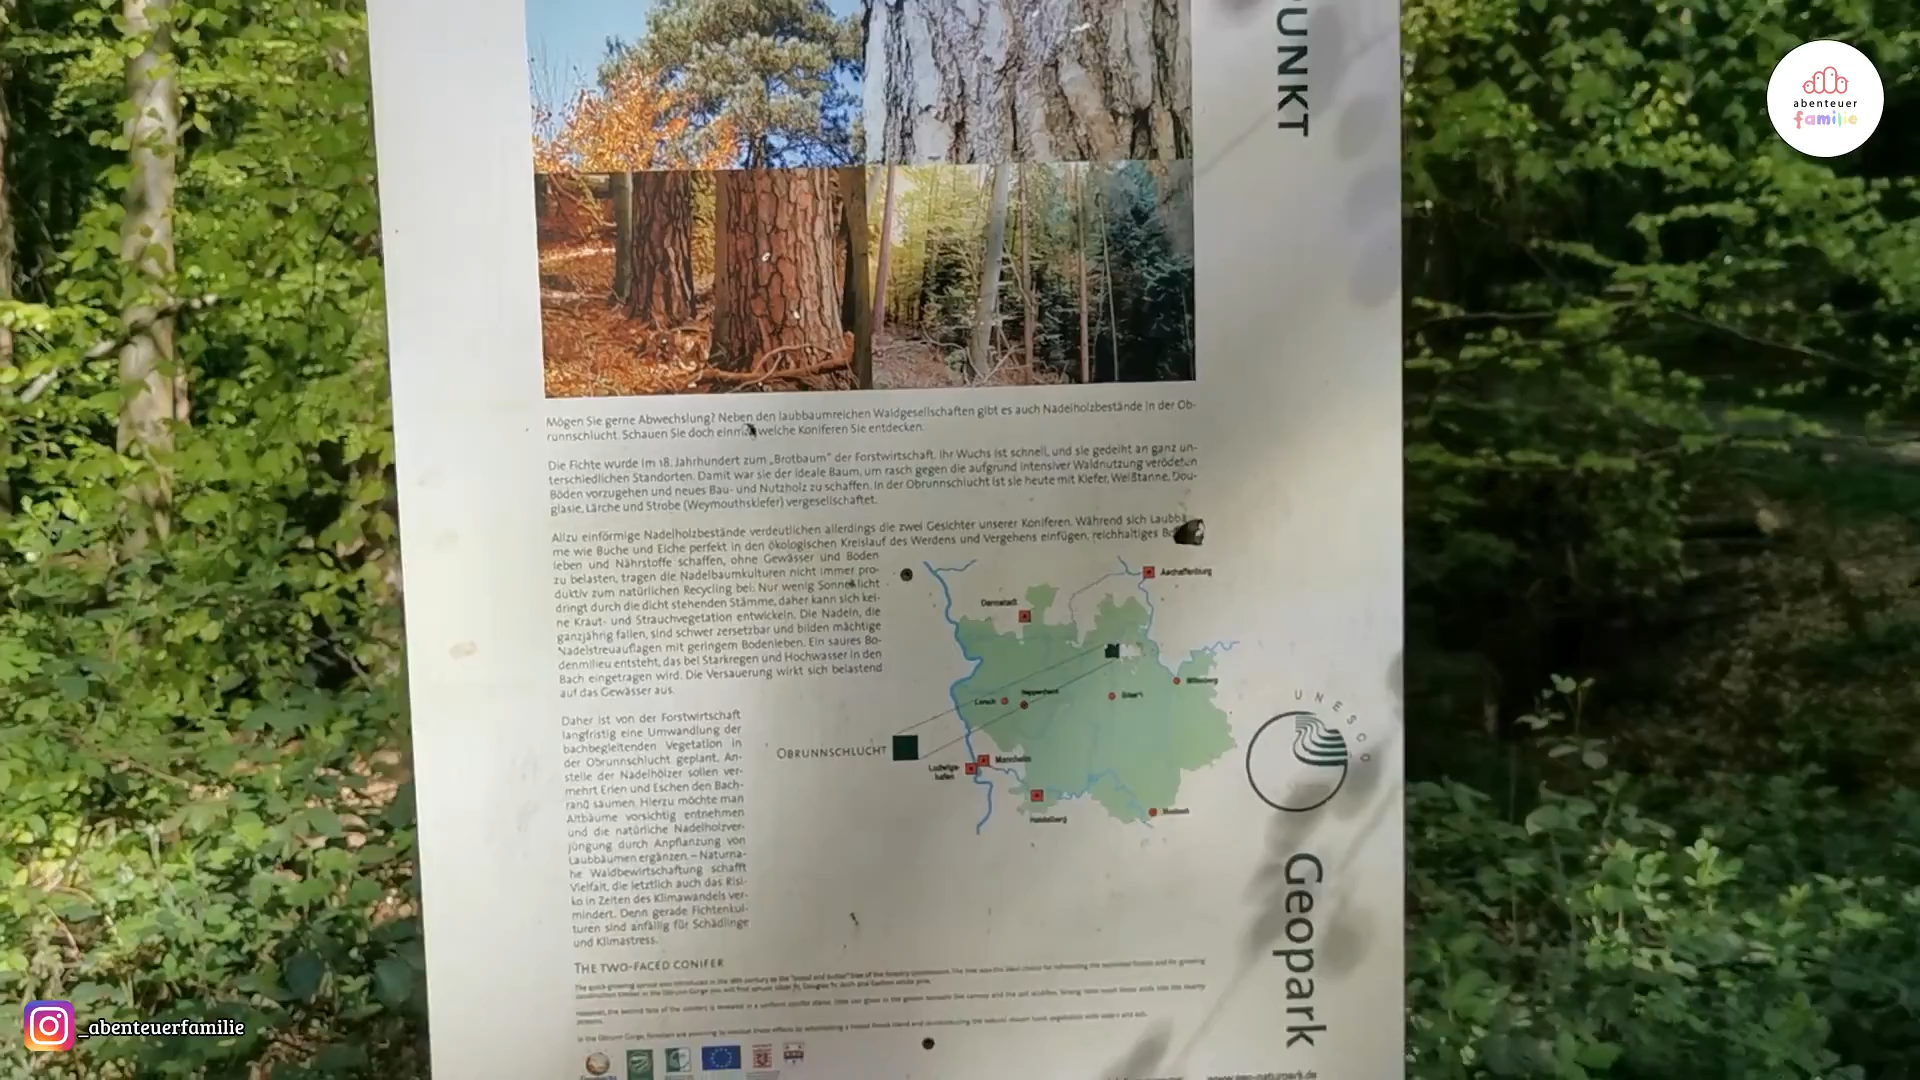 PUNKT
abenteuer
familie
Mögen Sie gerne Abwechslung? Neben den laubbaumreichen Waldgesellschaften gibt es auch Nadelholzbestände in der Ob-
runnschlucht. Schauen Sie doch einmal welche Koniferen Sie entdecken.
Die Fichte wurde im 18. Jahrhundert zum „Brotbaum“ der Forstwirtschaft. Ihr Wuchs ist schnell, und sie gedeiht an ganz un-
terschiedlichen Standorten. Damit war sie der ideale Baum, um rasch gegen die aufgrund intensiver Waldnutzung verödeten
Böden vorzugehen und neues Bau- und Nutzholz zu schaffen. In der Obrunnschlucht ist sie heute mit Kiefer, Weißtanne, Dou-
glasie, Lärche und Strobe (Weymouthskiefer) vergesellschaftet.
Allzu einförmige Nadelholzbestände verdeutlichen allerdings die zwei Gesichter unserer Koniferen. Während sich Laubbä
me wie Buche und Eiche perfekt in den ökologischen Kreislauf des Werdens und Vergehens einfügen, reichhaltiges Bo
leben und Nährstoffe schaffen, ohne Gewässer und Boden
zu belasten, tragen die Nadelbaumkulturen nicht immer pro-
duktiv zum natürlichen Recycling bei: Nur wenig Sonnenlicht
dringt durch die dicht stehenden Stämme, daher kann sich kei-
ne Kraut- und Strauchvegetation entwickeln. Die Nadeln, die
ganzjährig fallen, sind schwer zersetzbar und bilden mächtige
Nadelstreuauflagen mit geringem Bodenleben. Ein saures Bo-
denmilieu entsteht, das bei Starkregen und Hochwasser in den
Bach eingetragen wird. Die Versauerung wirkt sich belastend
auf das Gewässer aus.
Daher ist von der Forstwirtschaft
langfristig eine Umwandlung der
bachbegleitenden Vegetation in
der Obrunnschlucht geplant. An-
stelle der Nadelhölzer sollen ver-
mehrt Erlen und Eschen den Bach-
rand säumen. Hierzu möchte man
Altbäume vorsichtig entnehmen
und die natürliche Nadelholzver-
jüngung durch Anpflanzung von
Laubbäumen ergänzen. – Naturna-
he Waldbewirtschaftung schafft
Vielfalt, die letztlich auch das Risi-
ko in Zeiten des Klimawandels ver-
mindert. Denn gerade Fichtenkul-
turen sind anfällig für Schädlinge
und Klimastress.
Aschaffenburg
Darmstadt
Miltenberg
Lorsch
Heppenheim
Erbach
OBRUNNSCHLUCHT
Ludwigs-
hafen
Mannheim
Heidelberg
Mosbach
UNESCO
Geopark
THE TWO-FACED CONIFER
www.geo-naturpark.de
_abenteuerfamilie